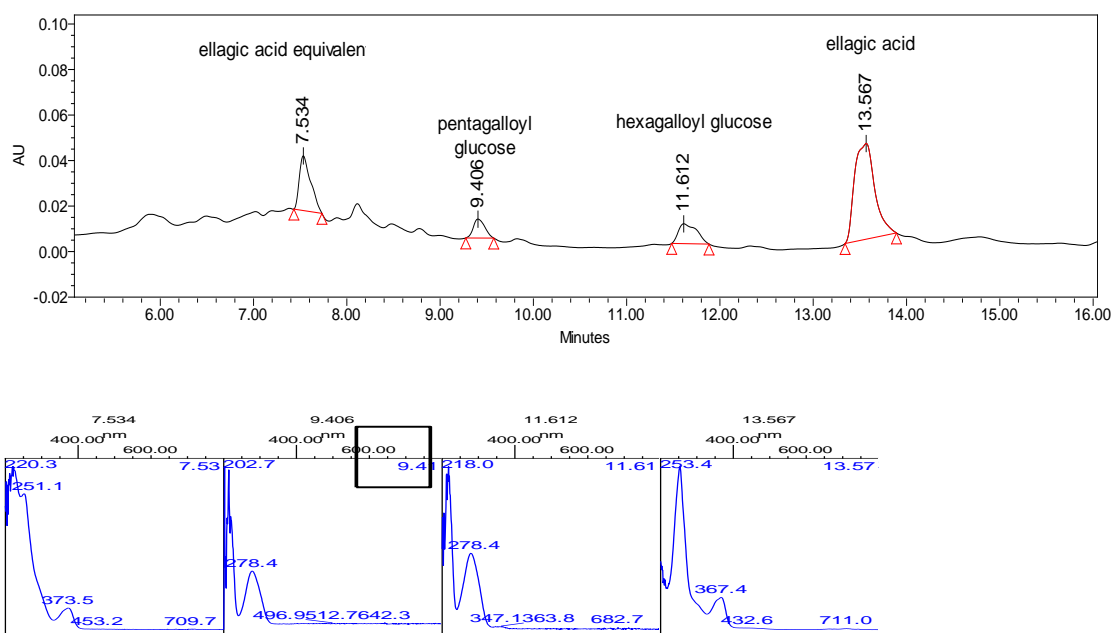 0.10
ellagic acid equivalen
ellagic acid
0.08
0.06
7.534
pentagalloyl
glucose
hexagalloyl glucose
13.567
AU
0.04
9.406
11.612
0.02
0.00
-0.02
6.00 7.00 8.00 9.00 10.00 11.00 12.00 13.00 14.00 15.00 16.00
Minutes
7.534 9.406 11.612 13.567
400.00 nm 600.00 400.00 nm 600.00 400.00 nm 600.00 400.00 nm 600.00
220.3 7.53 202.7 9.41 218.0 11.61 253.4 13.57
251.1
278.4 278.4
373.5 367.4
453.2 709.7 496.9512.7642.3 347.1363.8 682.7 432.6 711.0